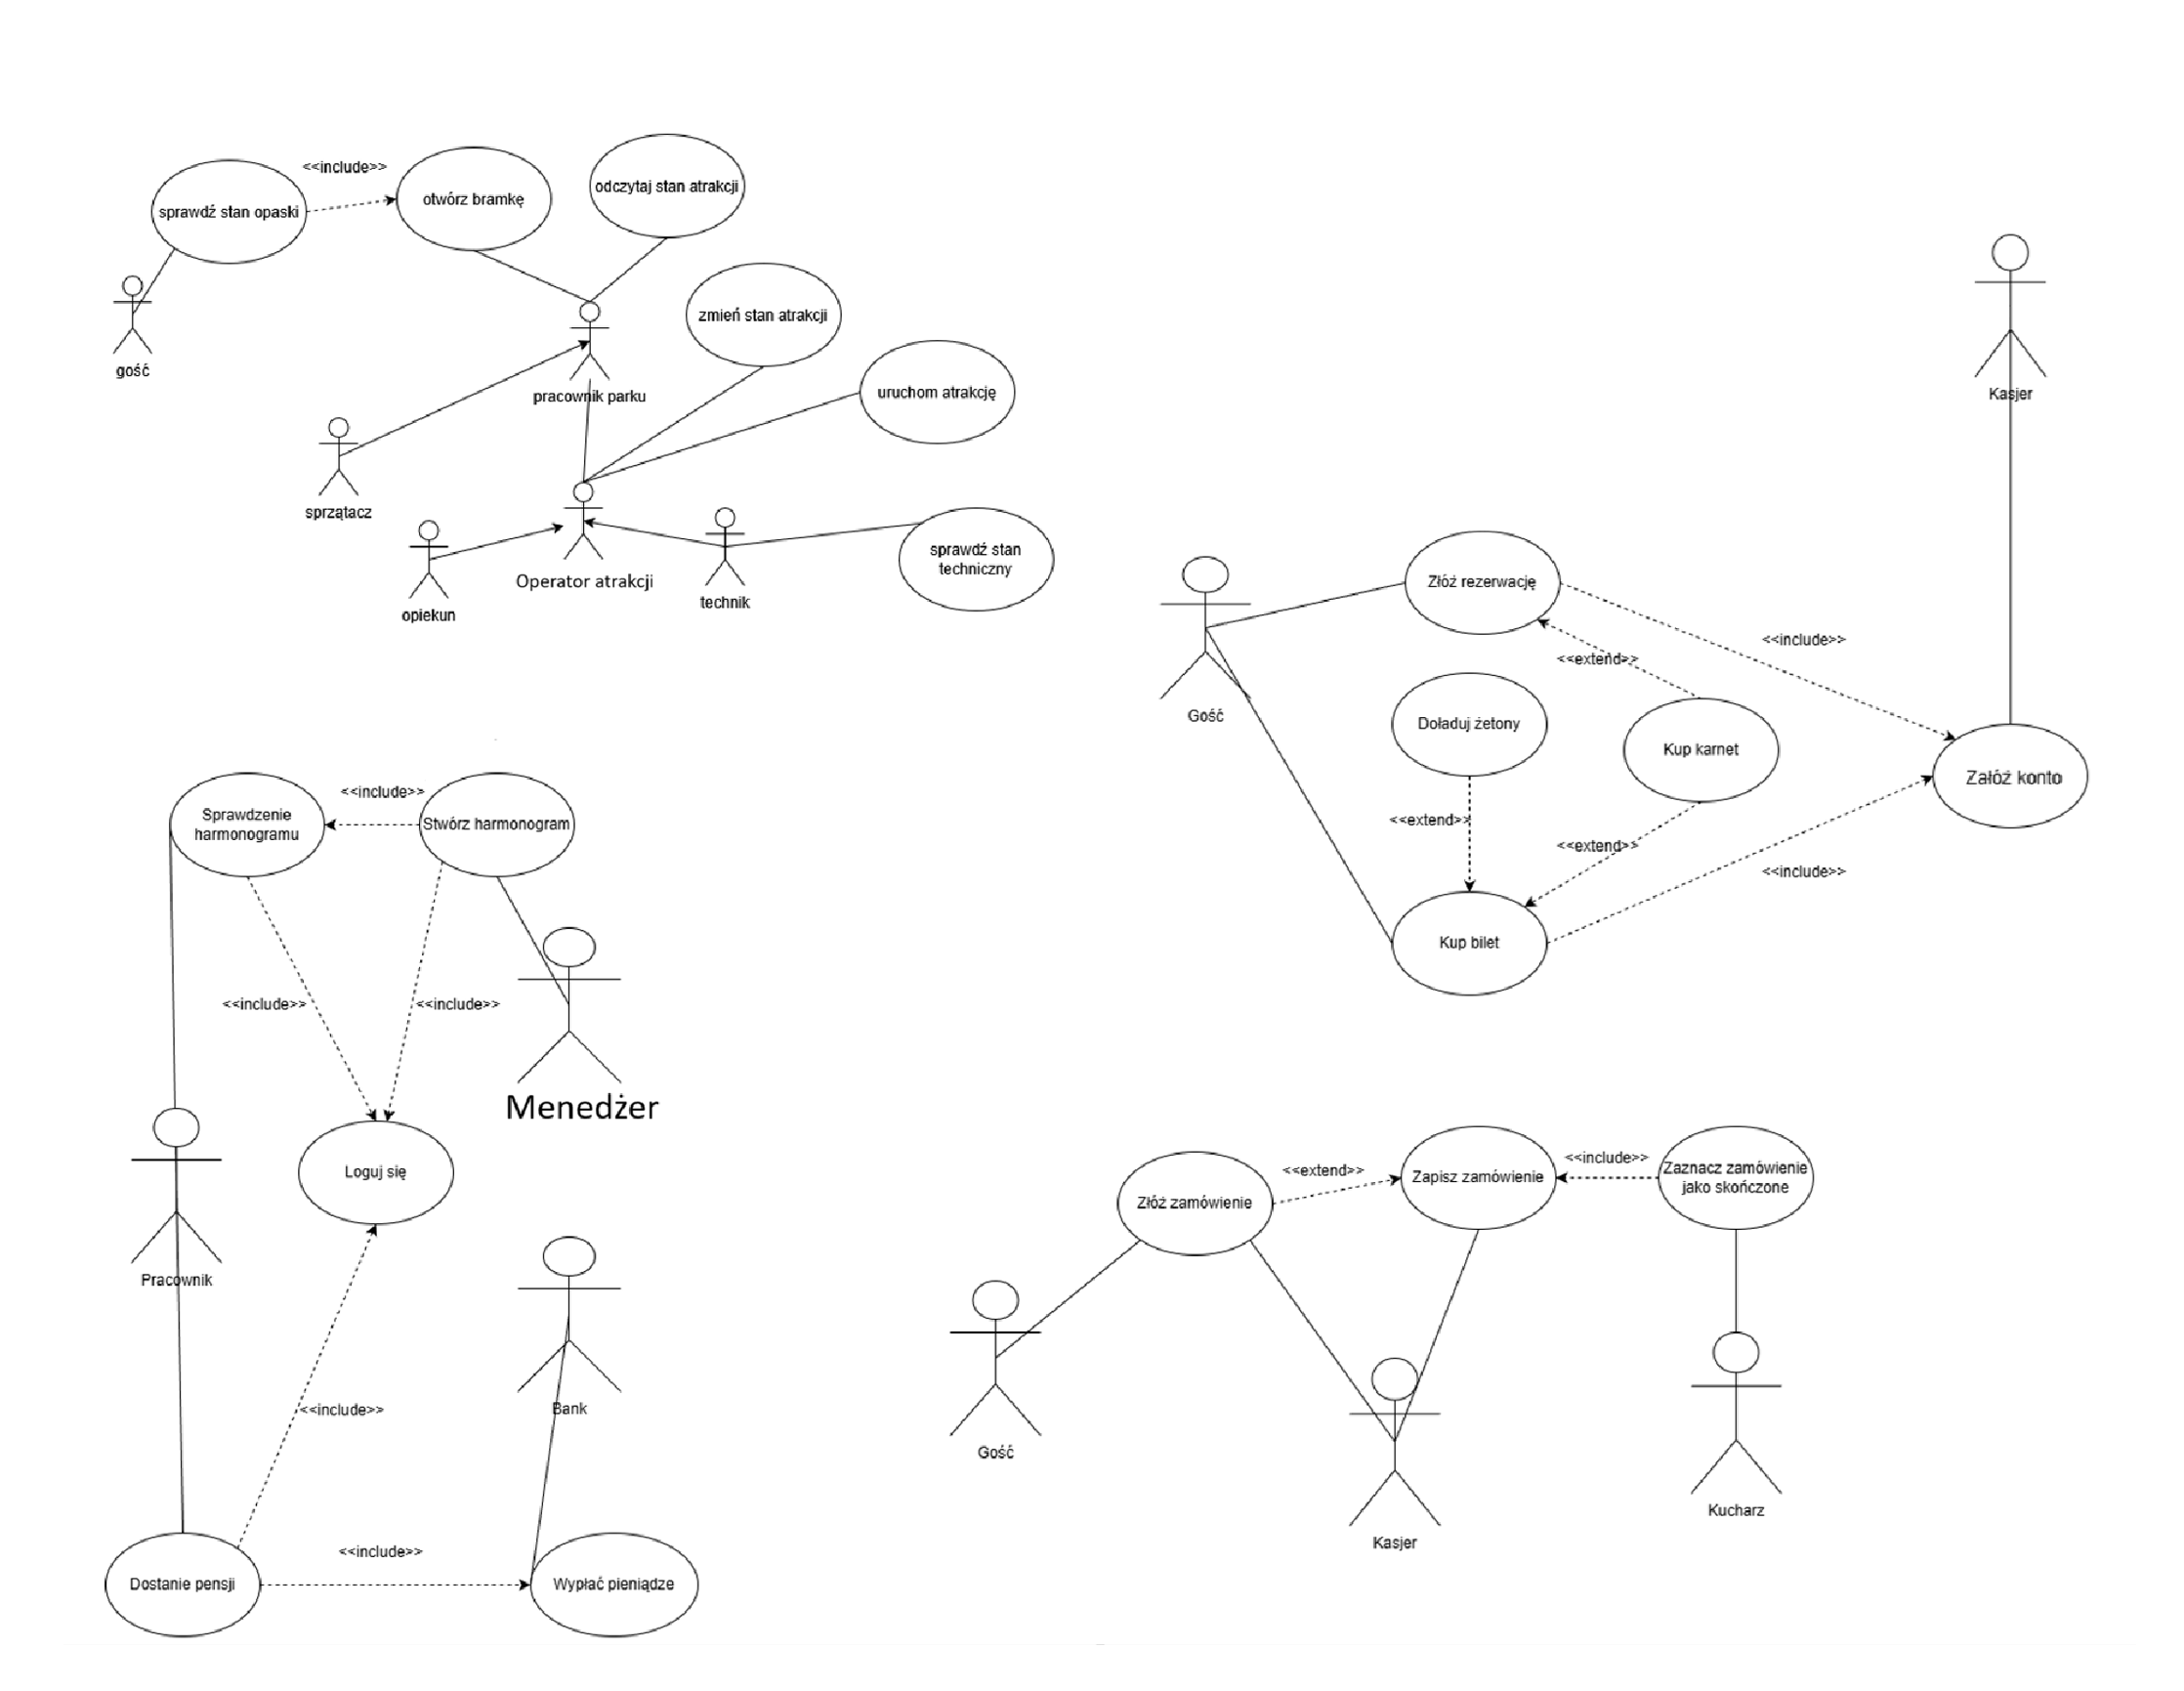 <<include>>
sprawdź stan opaski
otwórz bramkę
odczytaj stan atrakcji
zmień stan atrakcji
uruchom atrakcję
gość
pracownik parku
sprzątacz
opiekun
Operator atrakcji
technik
sprawdź stan
techniczny
Kasjer
Gość
Złóż rezerwację
<<include>>
<<extend>>
Doładuj żetony
Kup karnet
Załóż konto
<<extend>>
<<extend>>
<<include>>
Kup bilet
Sprawdzenie
harmonogramu
<<include>>
Stwórz harmonogram
<<include>>
<<include>>
Menedżer
Loguj się
Pracownik
Bank
<<include>>
<<include>>
Dostanie pensji
Wypłać pieniądze
Złóż zamówienie
<<extend>>
Zapisz zamówienie
<<include>>
Zaznacz zamówienie
jako skończone
Gość
Kasjer
Kucharz